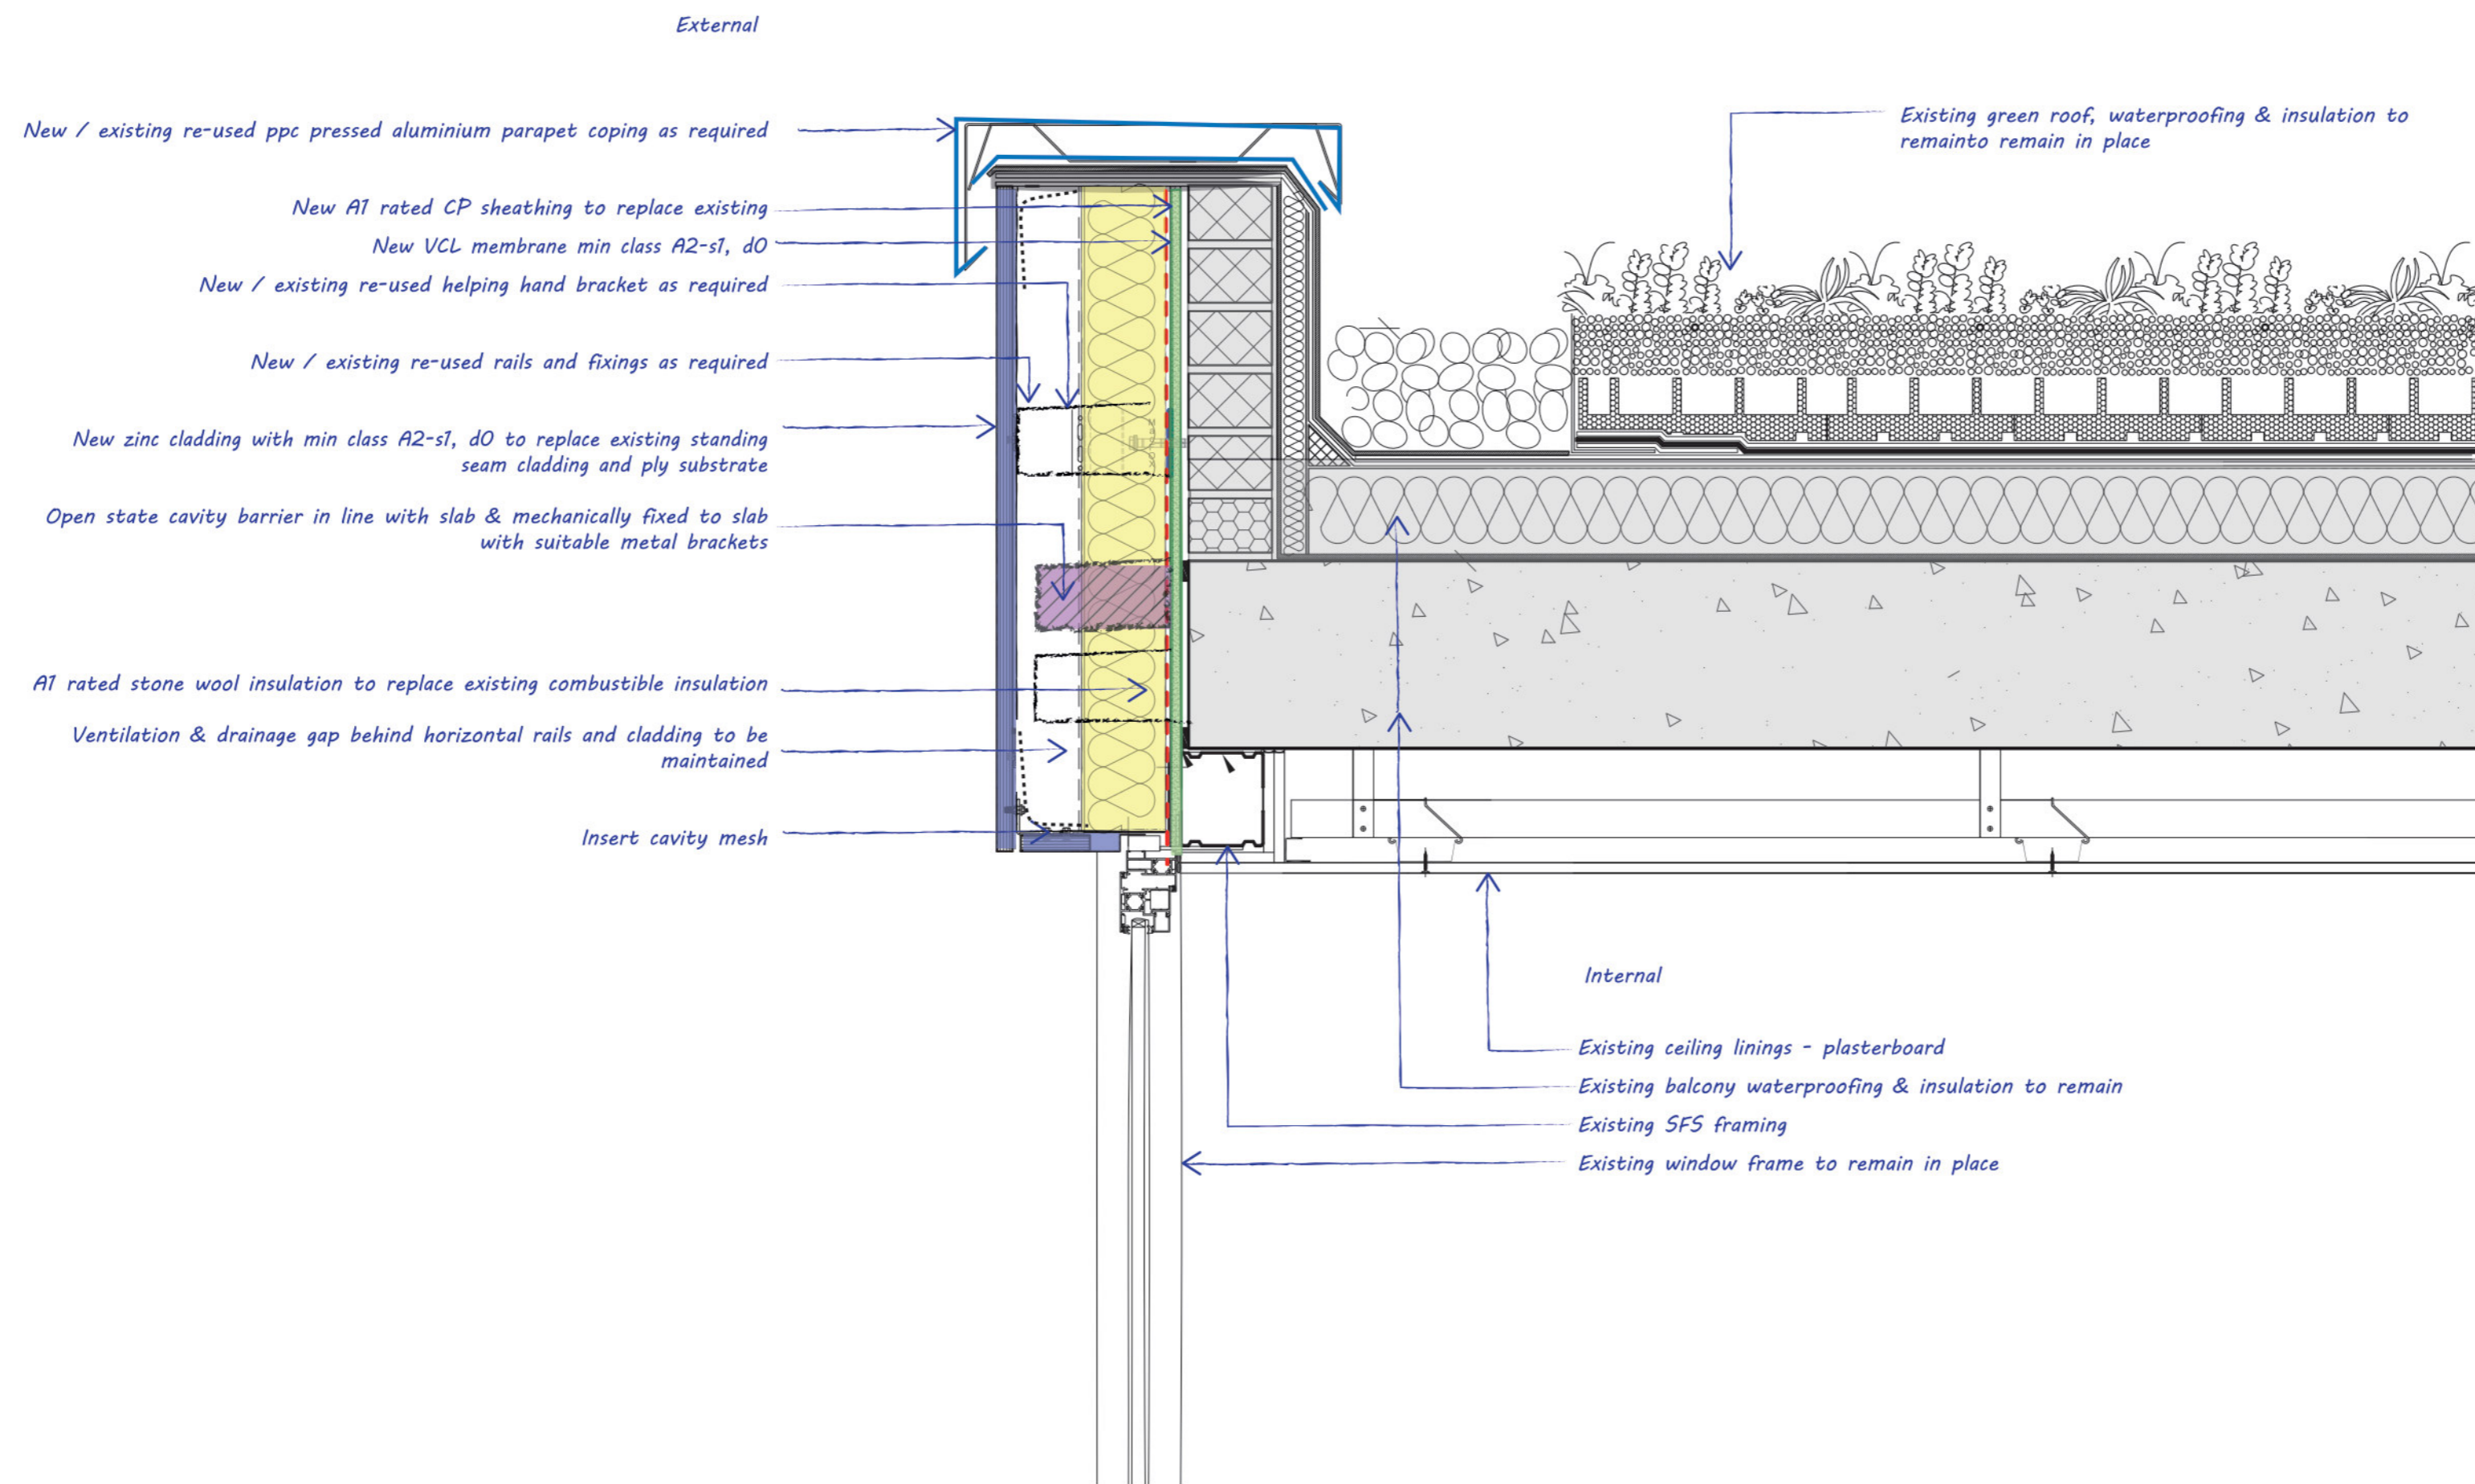 External
New / existing re-used ppc pressed aluminium parapet coping as required
New A1 rated CP sheathing to replace existing
New VCL membrane min class A2-s1, d0
New / existing re-used helping hand bracket as required
New / existing re-used rails and fixings as required
New zinc cladding with min class A2-s1, d0 to replace existing standing
seam cladding and ply substrate
Open state cavity barrier in line with slab & mechanically fixed to slab
with suitable metal brackets
A1 rated stone wool insulation to replace existing combustible insulation
Ventilation & drainage gap behind horizontal rails and cladding to be
maintained
Insert cavity mesh
Existing green roof, waterproofing & insulation to
remainto remain in place
Internal
Existing ceiling linings - plasterboard
Existing balcony waterproofing & insulation to remain
Existing SFS framing
Existing window frame to remain in place